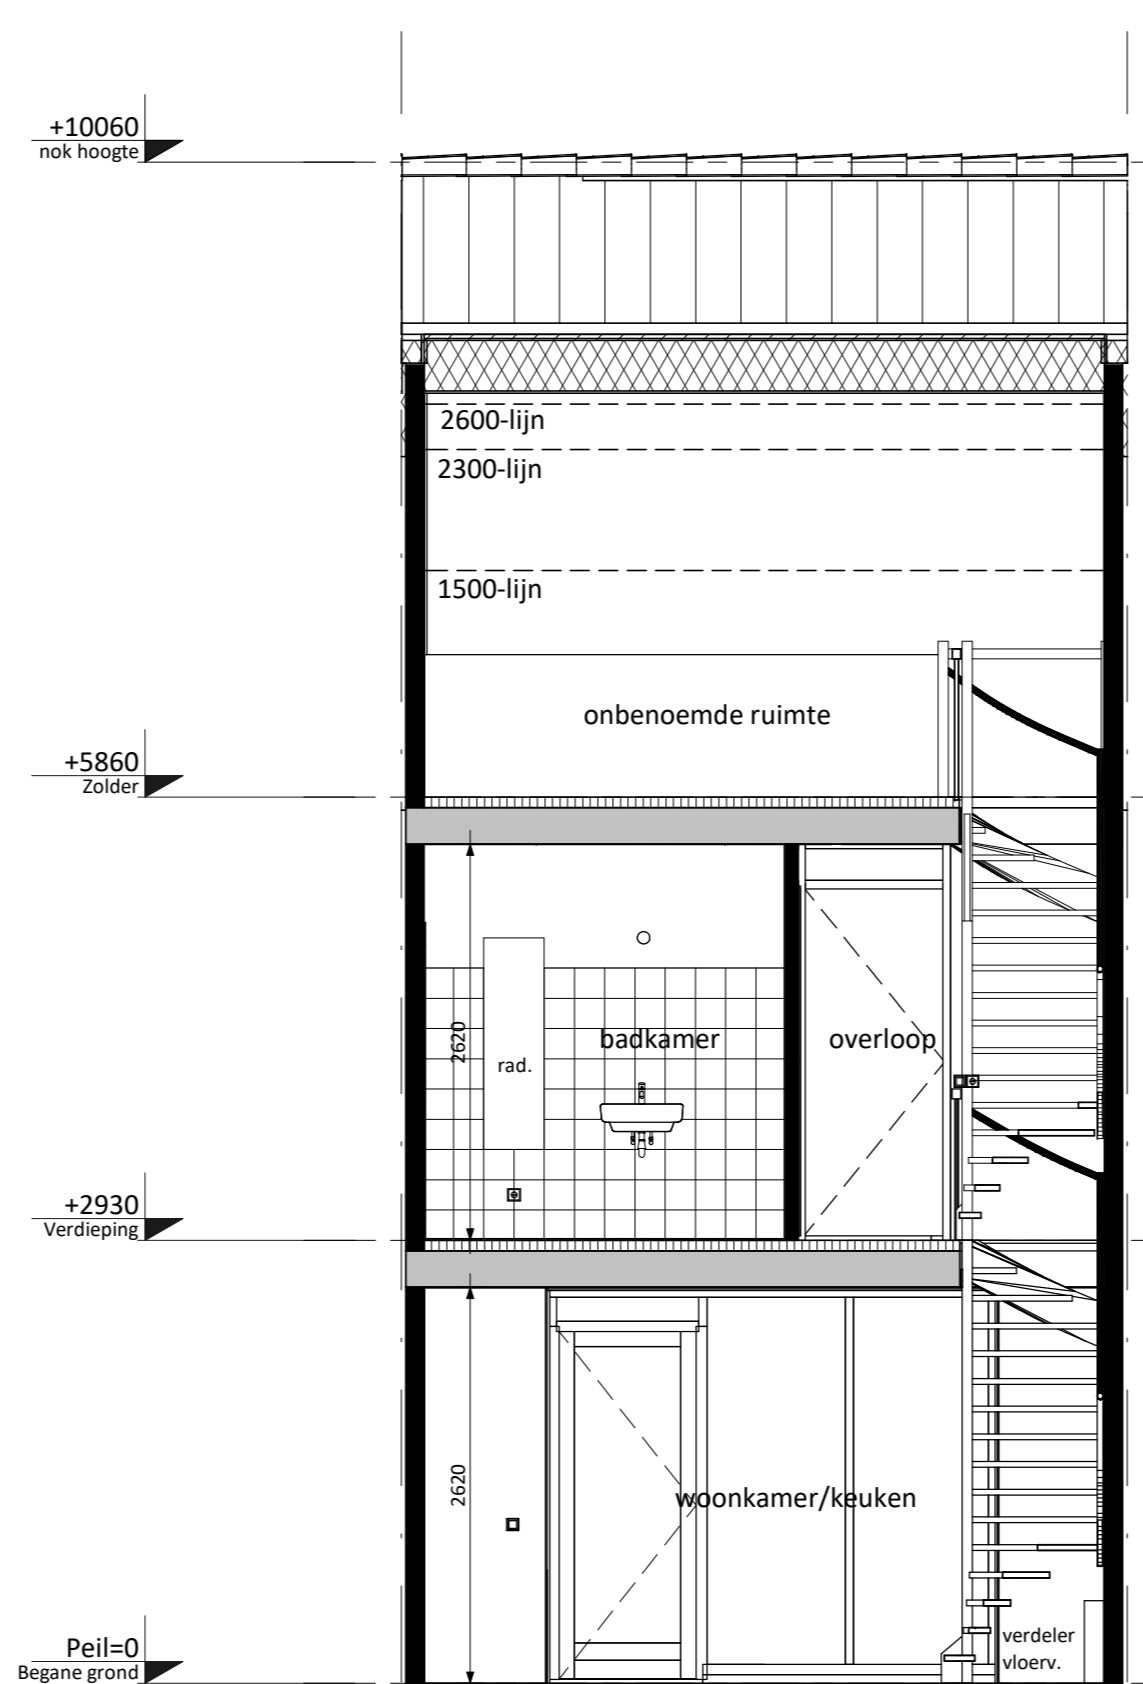 +10060
nok hoogte
2600-lijn
2300-lijn
1500-lijn
onbenoemde ruimte
+5860
Zolder
2620
rad.
badkamer
overloop
+2930
Verdieping
2620
woonkamer/keuken
verdeler
vloerv.
Peil=0
Begane grond